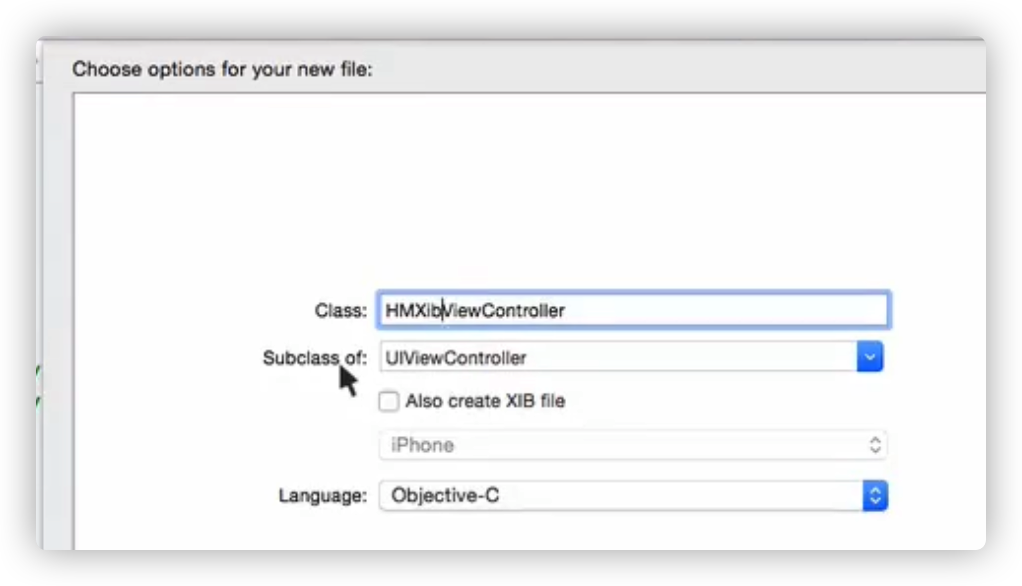 Choose options for your new file:
Class: HMXibViewController
Subclass of: UIViewController
Also create XIB file
iPhone
Language: Objective-C